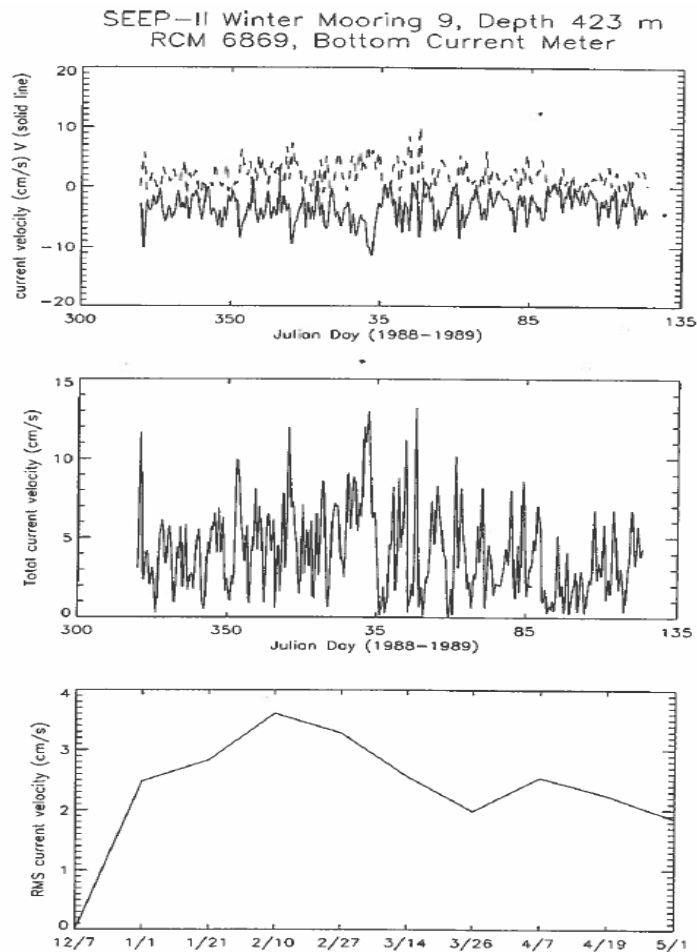 SEEP-II Winter Mooring 9, Depth 423 m
RCM 6869, Bottom Current Meter
current velocity (cm/s) V (solid line)
20
10
0
-10
-20
300 350 35 85 135
Julian Day (1988-1989)
Total current velocity (cm/s)
15
10
5
0
300 350 35 85 135
Julian Day (1988-1989)
RMS current velocity (cm/s)
4
3
2
1
0
12/7 1/1 1/21 2/10 2/27 3/14 3/26 4/7 4/19 5/1